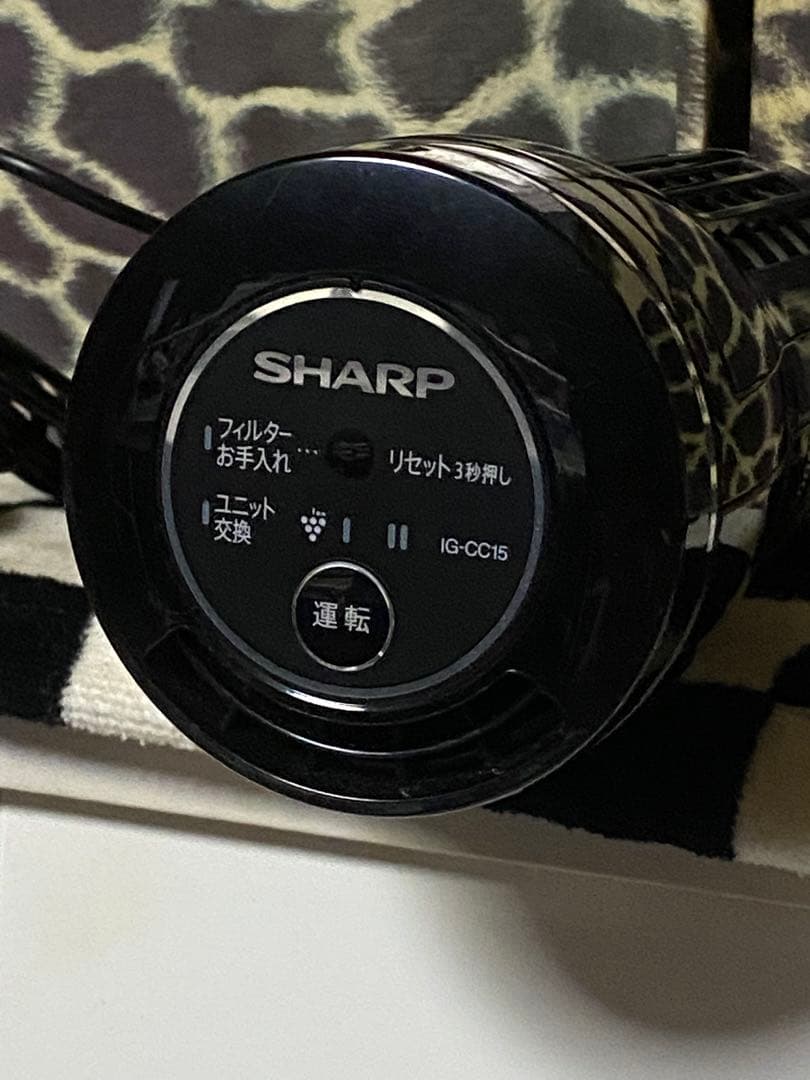 SHARP
フィルター
お手入れ… リセット3秒押し
ユニット
交換
ion
IG-CC15
運転